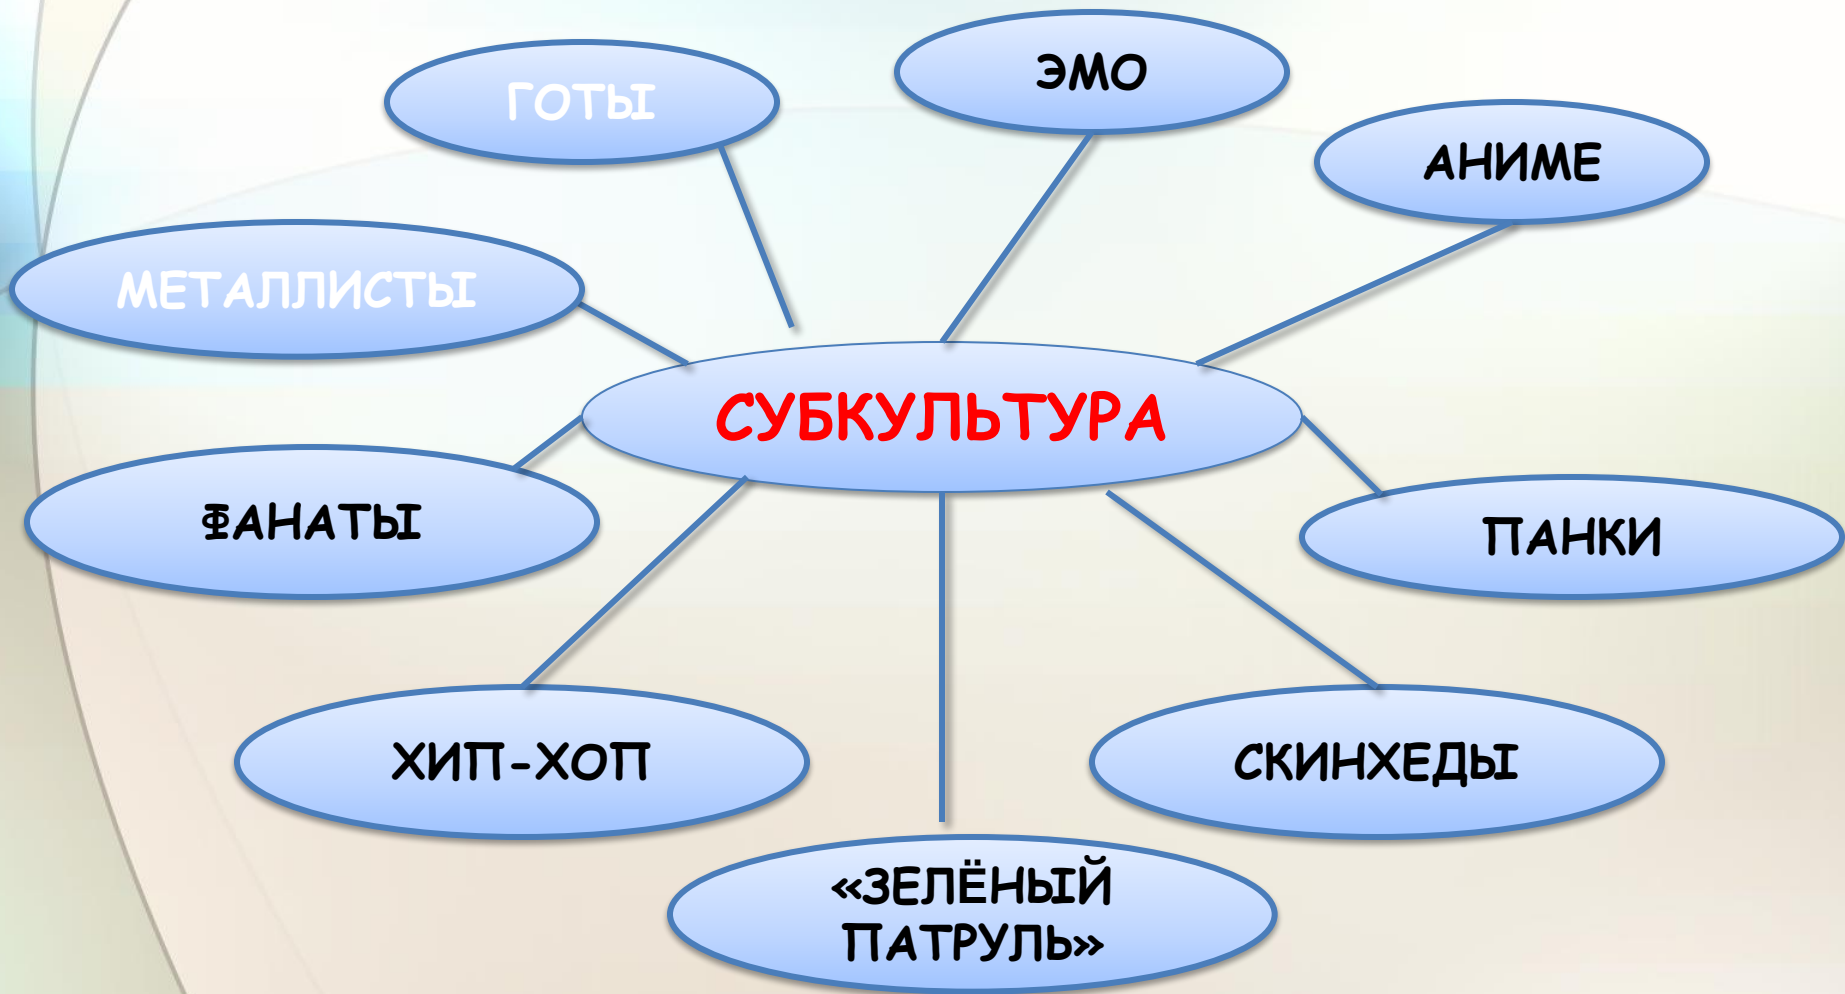 ЭМО
ГОТЫ
АНИМЕ
МЕТАЛЛИСТЫ
СУБКУЛЬТУРА
ФАНАТЫ
ПАНКИ
ХИП-ХОП
СКИНХЕДЫ
«ЗЕЛЁНЫЙ
ПАТРУЛЬ»